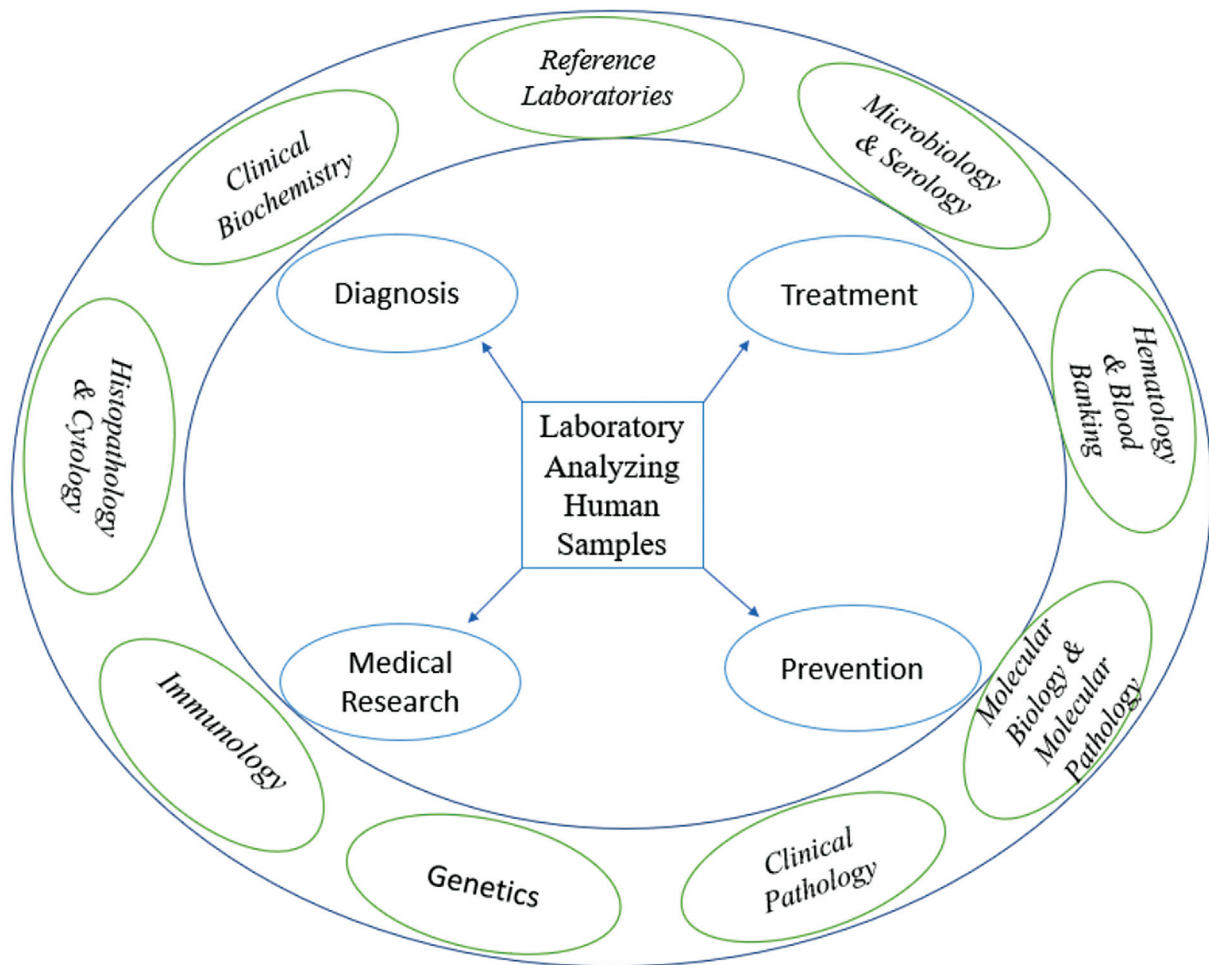 Reference
Laboratories
Clinical
Biochemistry
Microbiology
& Serology
Diagnosis
Treatment
Histopathology
& Cytology
Hematology
& Blood
Banking
Laboratory
Analyzing
Human
Samples
Medical
Research
Prevention
Immunology
Molecular
Biology &
Molecular
Pathology
Genetics
Clinical
Pathology